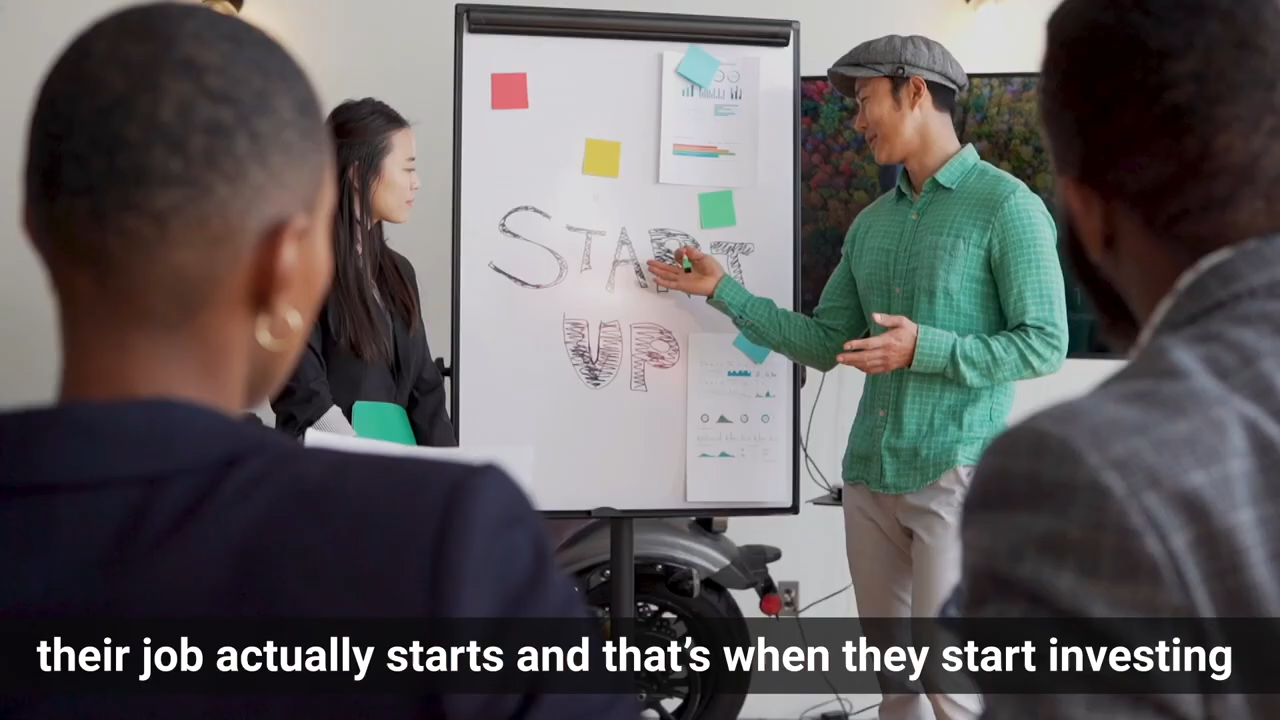 START
UP
their job actually starts and that’s when they start investing